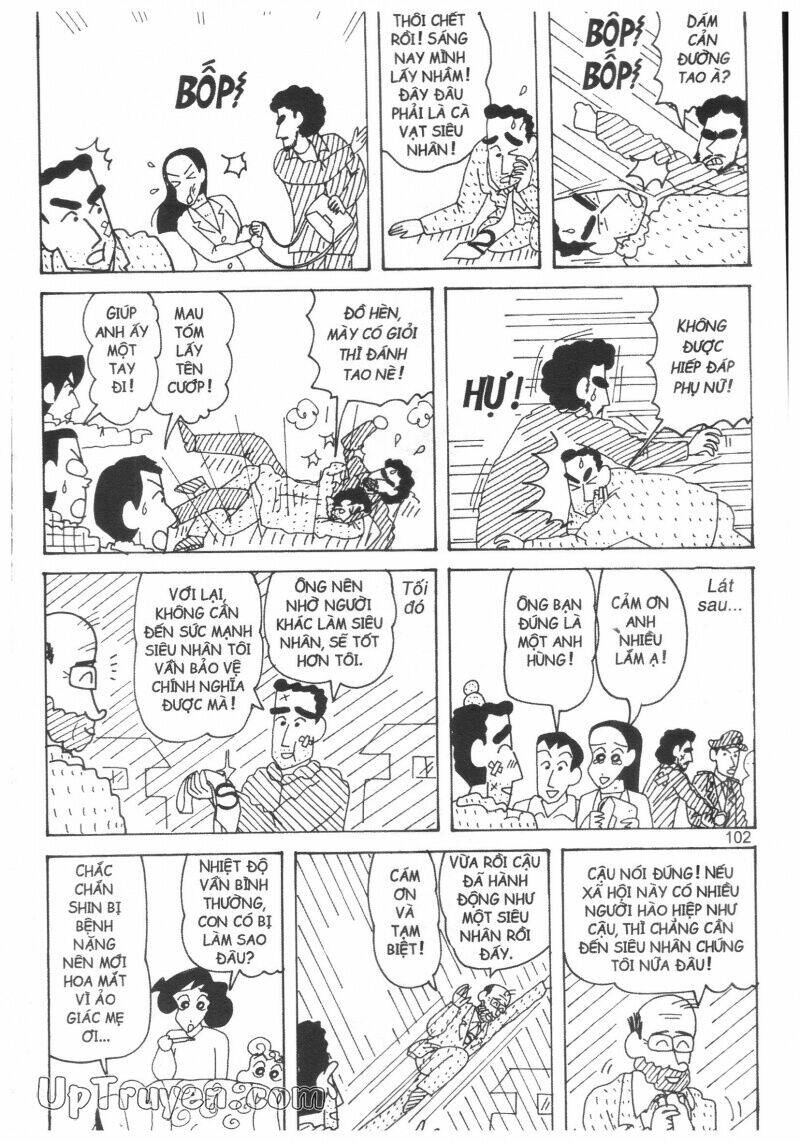 DÁM
CẢN
ĐƯỜNG
TAO À?
BỐP!
BỐP!
THÔI CHẾT
RỒI! SÁNG
NAY MÌNH
LẤY NHẦM!
ĐÂY ĐÂU
PHẢI LÀ CÀ
VẠT SIÊU
NHÂN!
BỐP!
KHÔNG
ĐƯỢC
HIẾP ĐÁP
PHỤ NỮ!
HỰ!
ĐỒ HÈN,
MÀY CÓ GIỎI
THÌ ĐÁNH
TAO NÈ!
MAU
TÓM
LẤY TÊN
CƯỚP!
GIÚP
ANH ẤY
MỘT
TAY
ĐI!
Lát
sau...
CẢM ƠN
ANH
NHIỀU
LẮM Ạ!
ÔNG BẠN
ĐÚNG LÀ
MỘT ANH
HÙNG!
Tối
đó
ÔNG NÊN
NHỜ NGƯỜI
KHÁC LÀM SIÊU
NHÂN, SẼ TỐT
HƠN TÔI.
VỚI LẠI,
KHÔNG CẦN
ĐẾN SỨC MẠNH
SIÊU NHÂN TÔI
VẪN BẢO VỆ
CHÍNH NGHĨA
ĐƯỢC MÀ!
102
CẬU NÓI ĐÚNG! NẾU
XÃ HỘI NÀY CÓ NHIỀU
NGƯỜI HÀO HIỆP NHƯ
CẬU, THÌ CHẲNG CẦN
ĐẾN SIÊU NHÂN CHÚNG
TÔI NỮA ĐÂU!
VỪA RỒI CẬU
ĐÃ HÀNH
ĐỘNG NHƯ
MỘT SIÊU
NHÂN RỒI
ĐẤY.
CẢM
ƠN
VÀ
TẠM
BIỆT!
NHIỆT ĐỘ
VẪN BÌNH
THƯỜNG,
CON CÓ BỊ
LÀM SAO
ĐÂU?
CHẮC
CHẮN
SHIN BỊ
BỆNH
NẶNG
NÊN MỚI
HOA MẮT
VÌ ẢO
GIÁC MẸ
ƠI...
UpTruyen.com